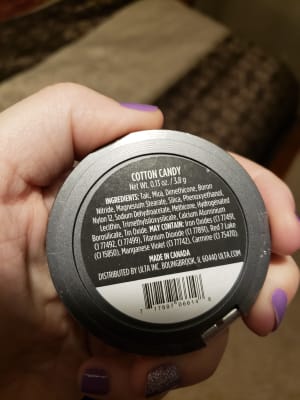 COTTON CANDY
Net WT. 0.13 oz. / 3.8 g
INGREDIENTS: Talc, Mica, Dimethicone, Boron
Nitride, Magnesium Stearate, Silica, Phenoxyethanol,
Nylon 12, Sodium Dehydroacetate, Methicone, Hydrogenated
Lecithin, Trimethylsiloxysilicate, Calcium Aluminum
Borosilicate, Tin Oxide. MAY CONTAIN: Iron Oxides (CI 77491,
CI 77492, CI 77499), Titanium Dioxide (CI 77891), Red 7 Lake
(CI 15850), Manganese Violet (CI 77742), Carmine (CI 75470).
MADE IN CANADA
DISTRIBUTED BY ULTA INC. BOLINGBROOK, IL 60440 ULTA.COM